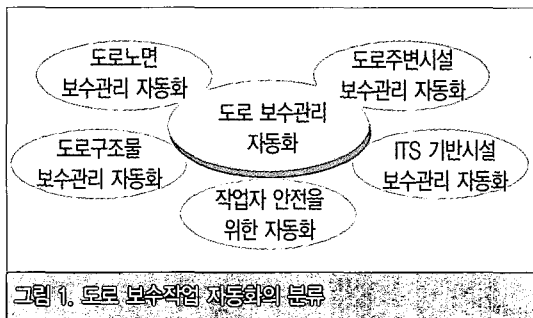 도로노면
보수관리 자동화
도로주변시설
보수관리 자동화
도로 보수관리
자동화
도로구조물
보수관리 자동화
ITS 기반시설
보수관리 자동화
작업자 안전을
위한 자동화
그림 1. 도로 보수작업 자동화의 분류